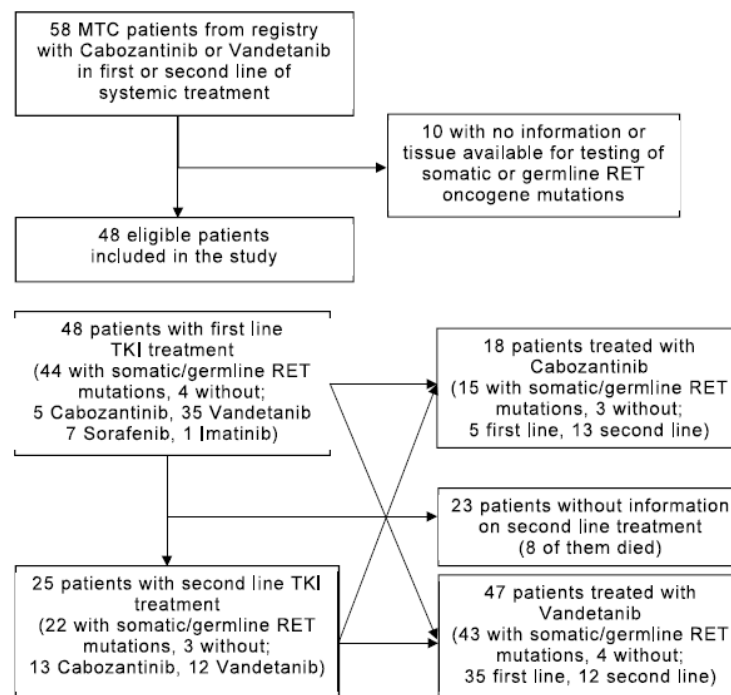 58 MTC patients from registry
with Cabozantinib or Vandetanib
in first or second line of
systemic treatment
10 with no information or
tissue available for testing of
somatic or germline RET
oncogene mutations
48 eligible patients
included in the study
48 patients with first line
TKI treatment
(44 with somatic/germline RET
mutations, 4 without;
5 Cabozantinib, 35 Vandetanib
7 Sorafenib, 1 Imatinib)
18 patients treated with
Cabozantinib
(15 with somatic/germline RET
mutations, 3 without;
5 first line, 13 second line)
23 patients without information
on second line treatment
(8 of them died)
25 patients with second line TKI
treatment
(22 with somatic/germline RET
mutations, 3 without;
13 Cabozantinib, 12 Vandetanib)
47 patients treated with
Vandetanib
(43 with somatic/germline RET
mutations, 4 without;
35 first line, 12 second line)